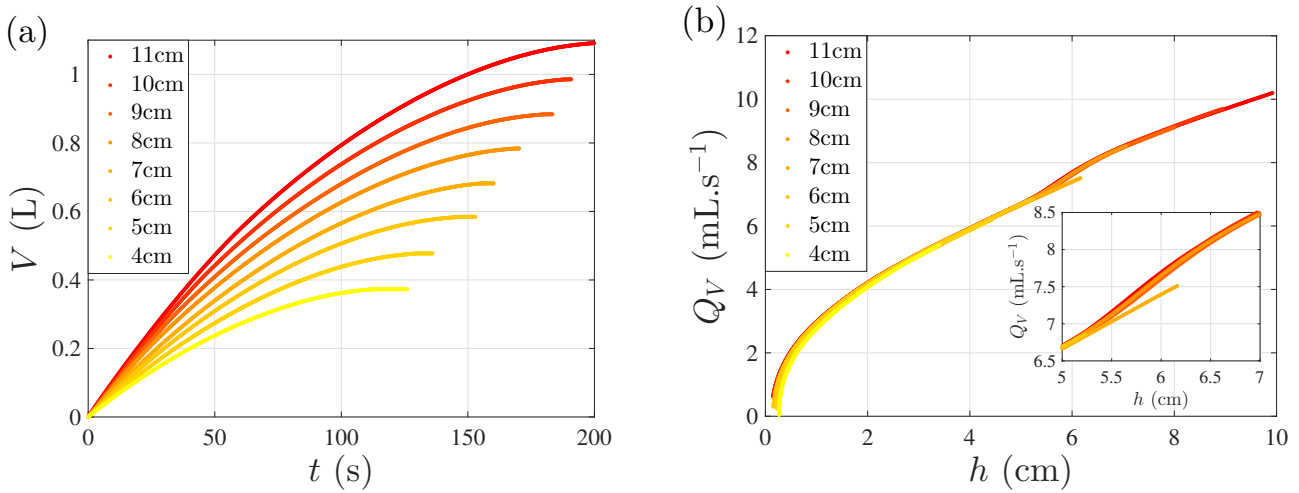 (a)
V (L)
1
0.8
0.6
0.4
0.2
0
11cm
10cm
9cm
8cm
7cm
6cm
5cm
4cm
0 50 100 150 200
t (s)
(b)
Q_V (mL.s⁻¹)
12
10
8
6
4
2
0
11cm
10cm
9cm
8cm
7cm
6cm
5cm
4cm
0 2 4 6 8 10
h (cm)
Q_V (mL.s⁻¹)
8.5
8
7.5
7
6.5
5 5.5 6 6.5 7
h (cm)